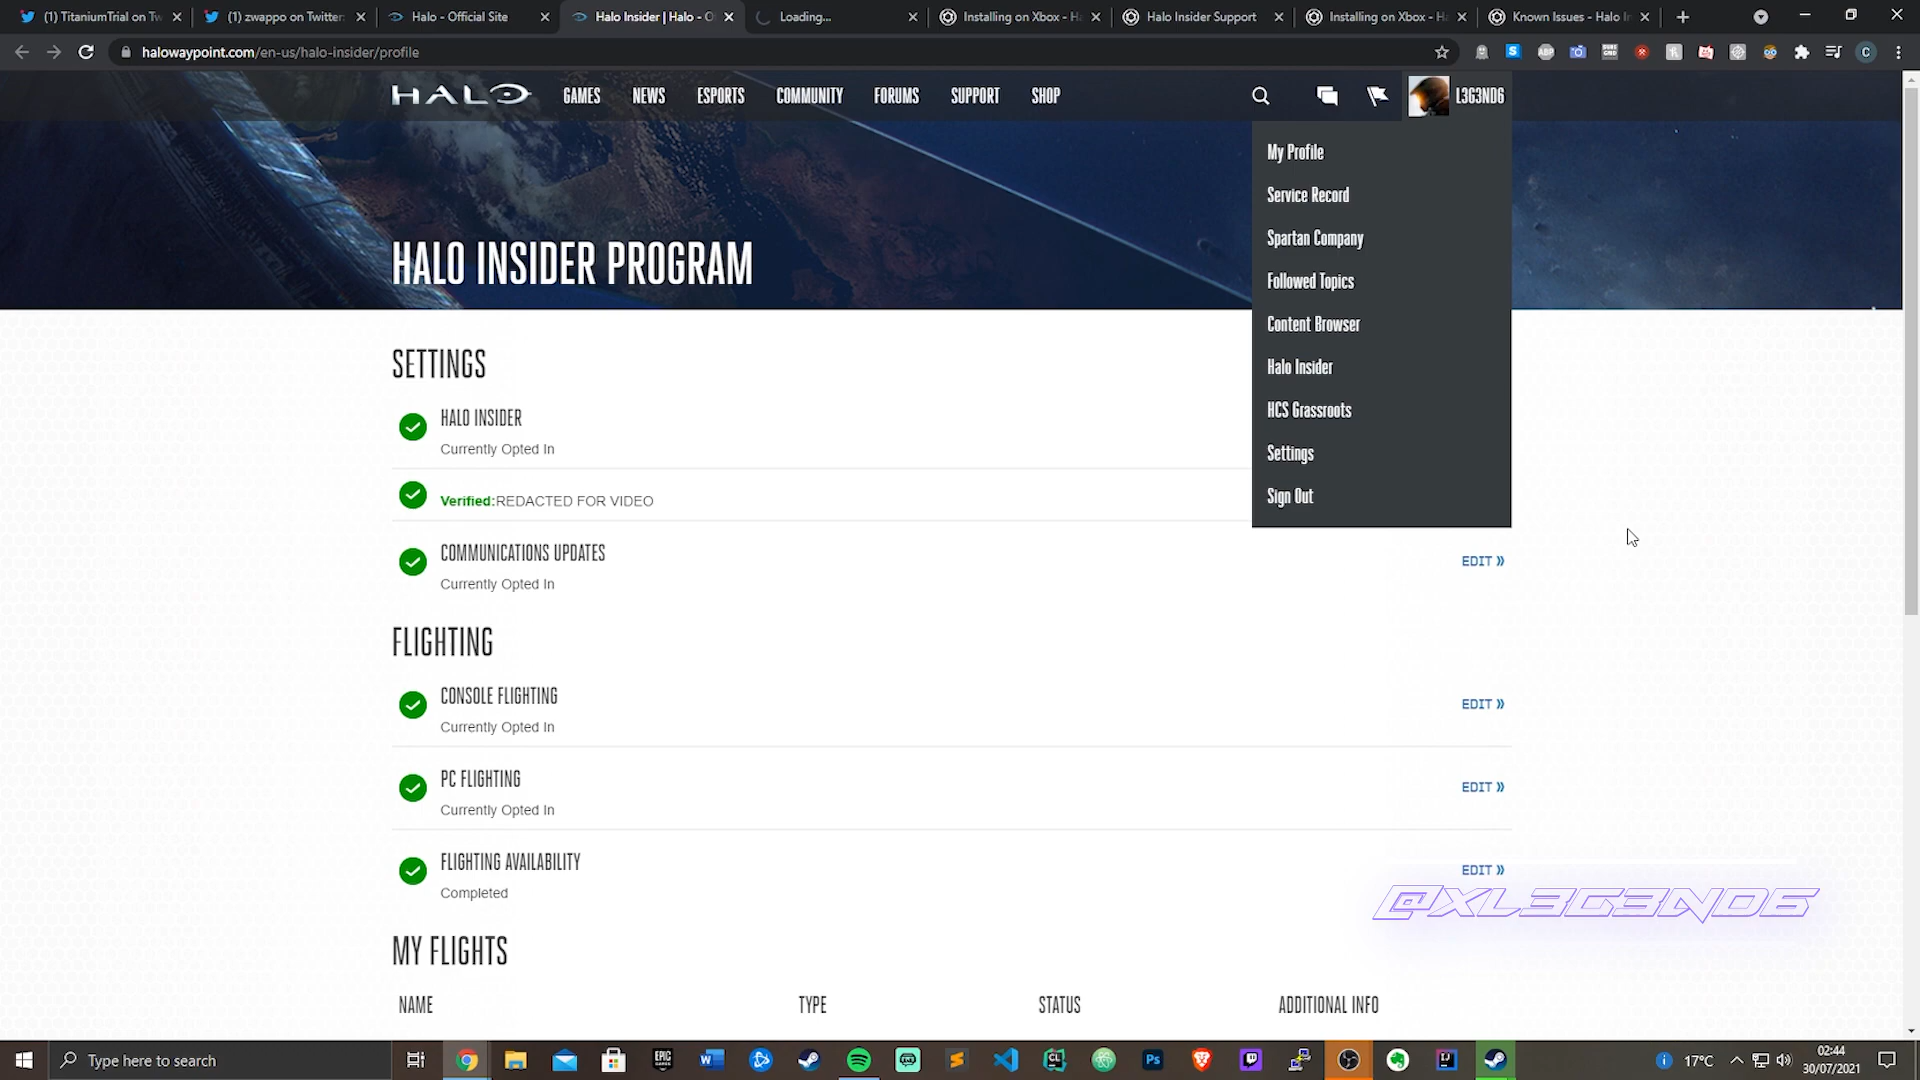 (1) TitaniumTrial on Tw
(1) zwappo on Twitter:
Halo - Official Site
Halo Insider | Halo - O
Loading...
Installing on Xbox - Ha
Halo Insider Support
Installing on Xbox - Ha
Known Issues - Halo In
halowaypoint.com/en-us/halo-insider/profile
HALO
GAMES
NEWS
ESPORTS
COMMUNITY
FORUMS
SUPPORT
SHOP
L3G3ND6
My Profile
Service Record
Spartan Company
Followed Topics
Content Browser
Halo Insider
HCS Grassroots
Settings
Sign Out
HALO INSIDER PROGRAM
SETTINGS
HALO INSIDER
Currently Opted In
Verified:REDACTED FOR VIDEO
COMMUNICATIONS UPDATES
EDIT »
Currently Opted In
FLIGHTING
CONSOLE FLIGHTING
EDIT »
Currently Opted In
PC FLIGHTING
EDIT »
Currently Opted In
FLIGHTING AVAILABILITY
EDIT »
Completed
@XL3G3ND6
MY FLIGHTS
NAME
TYPE
STATUS
ADDITIONAL INFO
Type here to search
17°C
02:44
30/07/2021